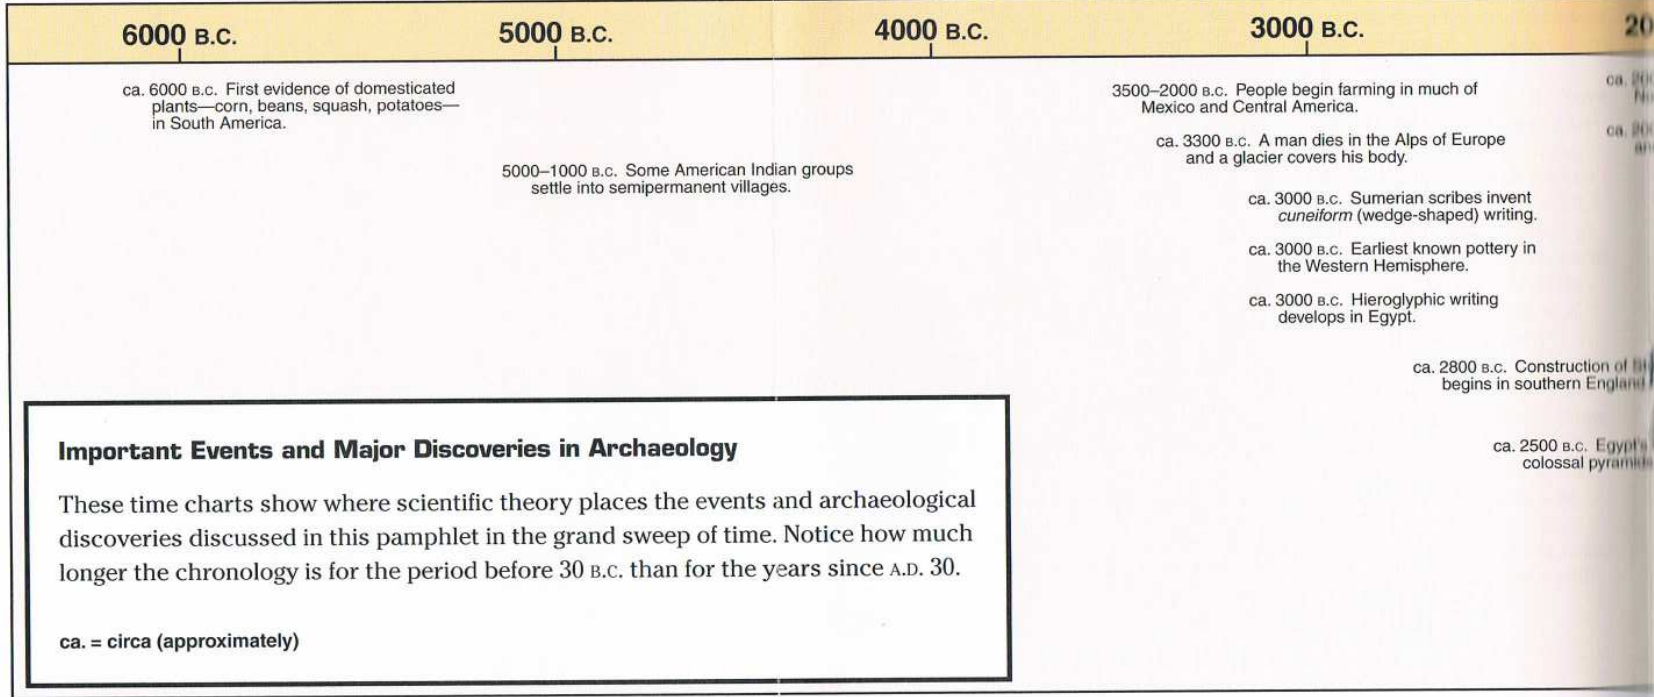 6000 B.C. 5000 B.C. 4000 B.C. 3000 B.C. 20
ca. 6000 B.C. First evidence of domesticated
plants—corn, beans, squash, potatoes—
in South America.
5000–1000 B.C. Some American Indian groups
settle into semipermanent villages.
3500–2000 B.C. People begin farming in much of
Mexico and Central America.
ca. 3300 B.C. A man dies in the Alps of Europe
and a glacier covers his body.
ca. 3000 B.C. Sumerian scribes invent
cuneiform (wedge-shaped) writing.
ca. 3000 B.C. Earliest known pottery in
the Western Hemisphere.
ca. 3000 B.C. Hieroglyphic writing
develops in Egypt.
ca. 2800 B.C. Construction of
begins in southern England
ca. 2500 B.C. Egypt's
colossal pyramids
ca.
ca.
Important Events and Major Discoveries in Archaeology
These time charts show where scientific theory places the events and archaeological
discoveries discussed in this pamphlet in the grand sweep of time. Notice how much
longer the chronology is for the period before 30 B.C. than for the years since A.D. 30.
ca. = circa (approximately)